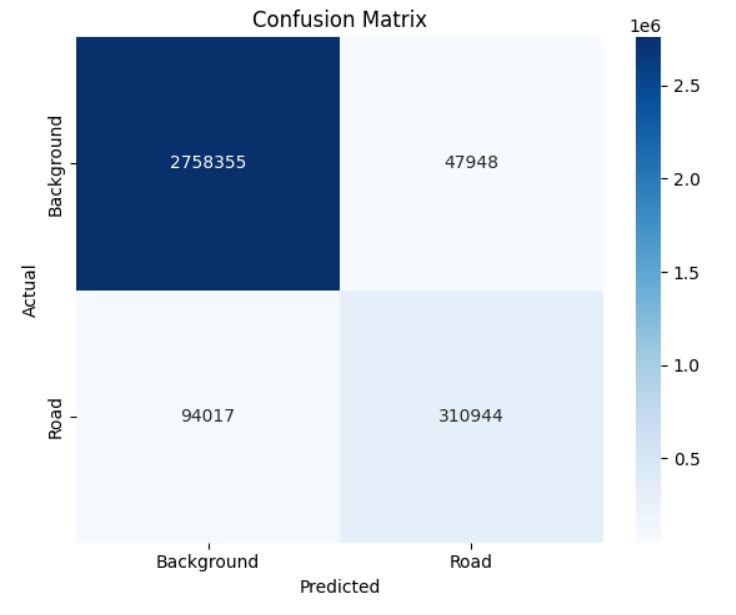 Confusion Matrix
1e6
Background
2758355
47948
2.5
2.0
1.5
Actual
1.0
Road
94017
310944
0.5
Background
Road
Predicted